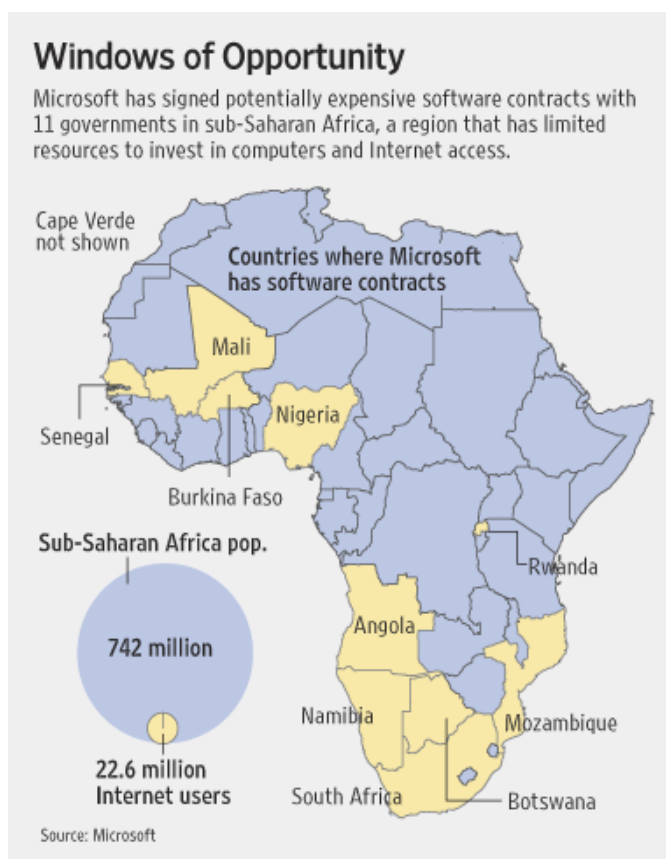 Windows of Opportunity
Microsoft has signed potentially expensive software contracts with
11 governments in sub-Saharan Africa, a region that has limited
resources to invest in computers and Internet access.
Cape Verde
not shown
Countries where Microsoft
has software contracts
Mali
Nigeria
Senegal
Burkina Faso
Sub-Saharan Africa pop.
Rwanda
742 million
Angola
Namibia
Mozambique
22.6 million
Internet users
South Africa
Botswana
Source: Microsoft